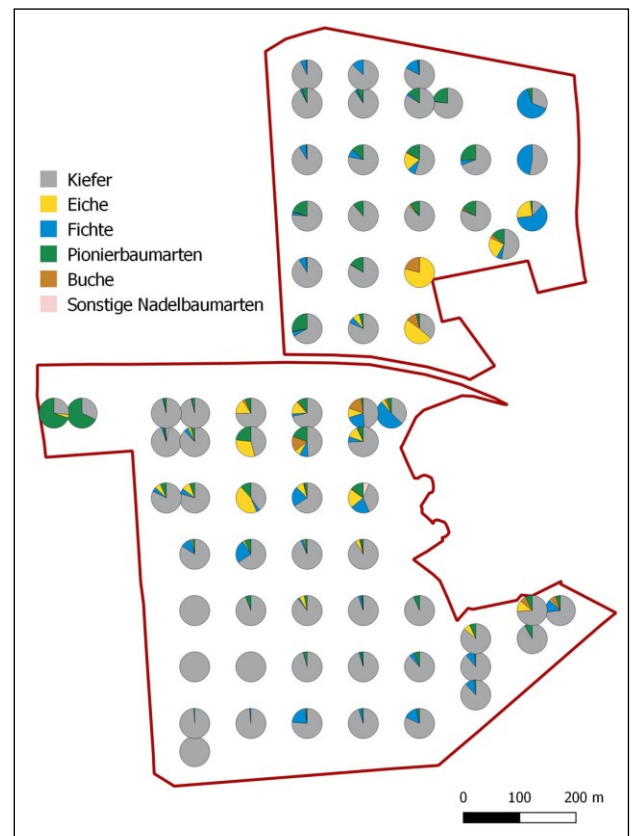 Kiefer
Eiche
Fichte
Pionierbaumarten
Buche
Sonstige Nadelbaumarten
0 100 200 m